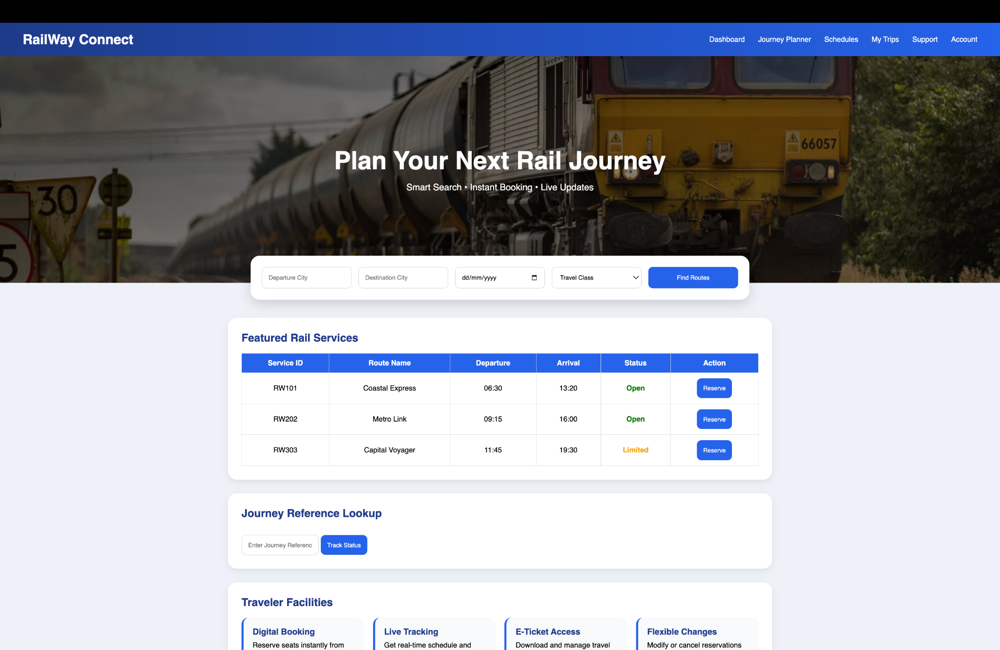 RailWay Connect
Dashboard Journey Planner Schedules My Trips Support Account
66057
30
5
Plan Your Next Rail Journey
Smart Search • Instant Booking • Live Updates
Departure City Destination City dd/mm/yyyy Travel Class Find Routes
Featured Rail Services
Service ID Route Name Departure Arrival Status Action
RW101 Coastal Express 06:30 13:20 Open Reserve
RW202 Metro Link 09:15 16:00 Open Reserve
RW303 Capital Voyager 11:45 19:30 Limited Reserve
Journey Reference Lookup
Enter Journey Referenc Track Status
Traveler Facilities
Digital Booking
Reserve seats instantly from
Live Tracking
Get real-time schedule and
E-Ticket Access
Download and manage travel
Flexible Changes
Modify or cancel reservations